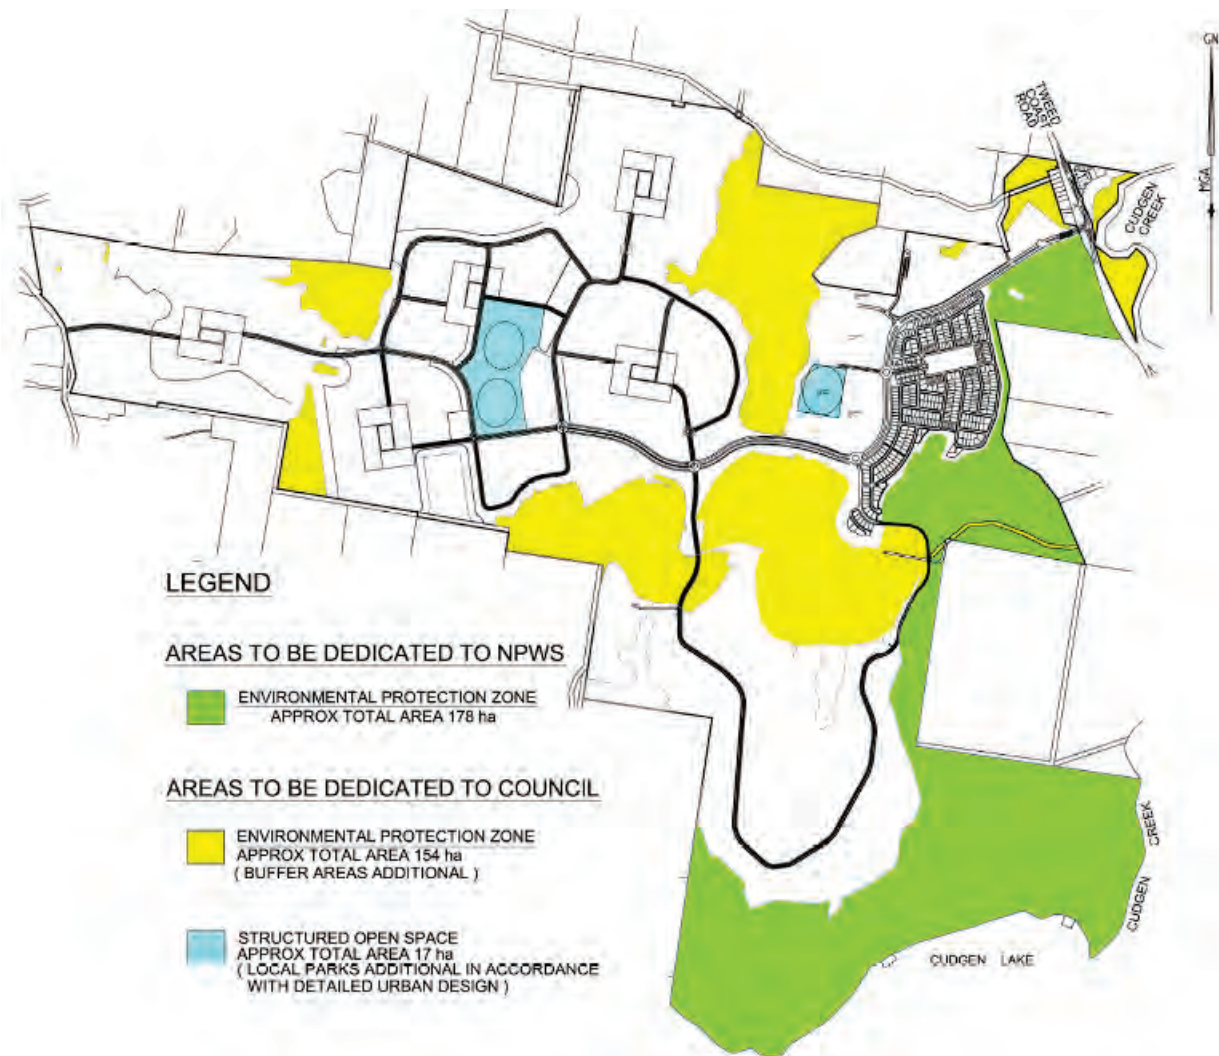 GN
MGA
TWEED
COAST
ROAD
CUDGEN
CREEK
LEGEND
AREAS TO BE DEDICATED TO NPWS
ENVIRONMENTAL PROTECTION ZONE
APPROX TOTAL AREA 178 ha
AREAS TO BE DEDICATED TO COUNCIL
ENVIRONMENTAL PROTECTION ZONE
APPROX TOTAL AREA 154 ha
( BUFFER AREAS ADDITIONAL )
STRUCTURED OPEN SPACE
APPROX TOTAL AREA 17 ha
( LOCAL PARKS ADDITIONAL IN ACCORDANCE
WITH DETAILED URBAN DESIGN )
CUDGEN CREEK
CUDGEN LAKE